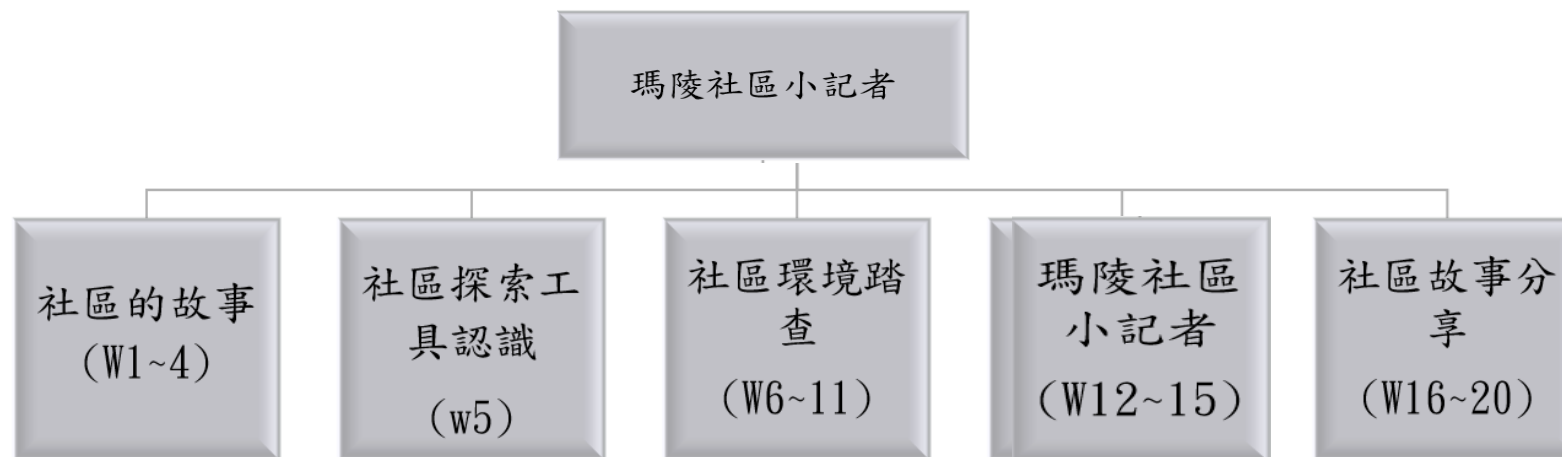 瑪陵社區小記者
社區的故事
(W1~4)
社區探索工
具認識
(w5)
社區環境踏
查
(W6~11)
瑪陵社區
小記者
(W12~15)
社區故事分
享
(W16~20)